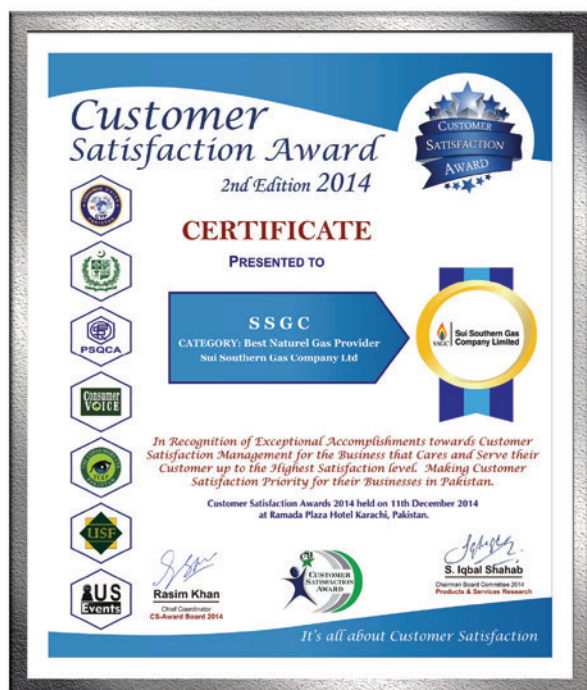 Customer
Satisfaction Award
2nd Edition 2014
CUSTOMER
SATISFACTION
AWARD
CERTIFICATE
PRESENTED TO
SSGC
CATEGORY: Best Naturel Gas Provider
Sui Southern Gas Company Ltd
SSGC
Sui Southern Gas
Company Limited
PSQCA
Consumer
VOICE
LISF
US
Events
In Recognition of Exceptional Accomplishments towards Customer
Satisfaction Management for the Business that Cares and Serve their
Customer up to the Highest Satisfaction level. Making Customer
Satisfaction Priority for their Businesses in Pakistan.
Customer Satisfaction Awards 2014 held on 11th December 2014
at Ramada Plaza Hotel Karachi, Pakistan.
Rasim Khan
Chief Coordinator
CS-Award Board 2014
CUSTOMER
SATISFACTION
AWARD
S. Iqbal Shahab
Chairman Board Committee 2014
Products & Services Research
It's all about Customer Satisfaction